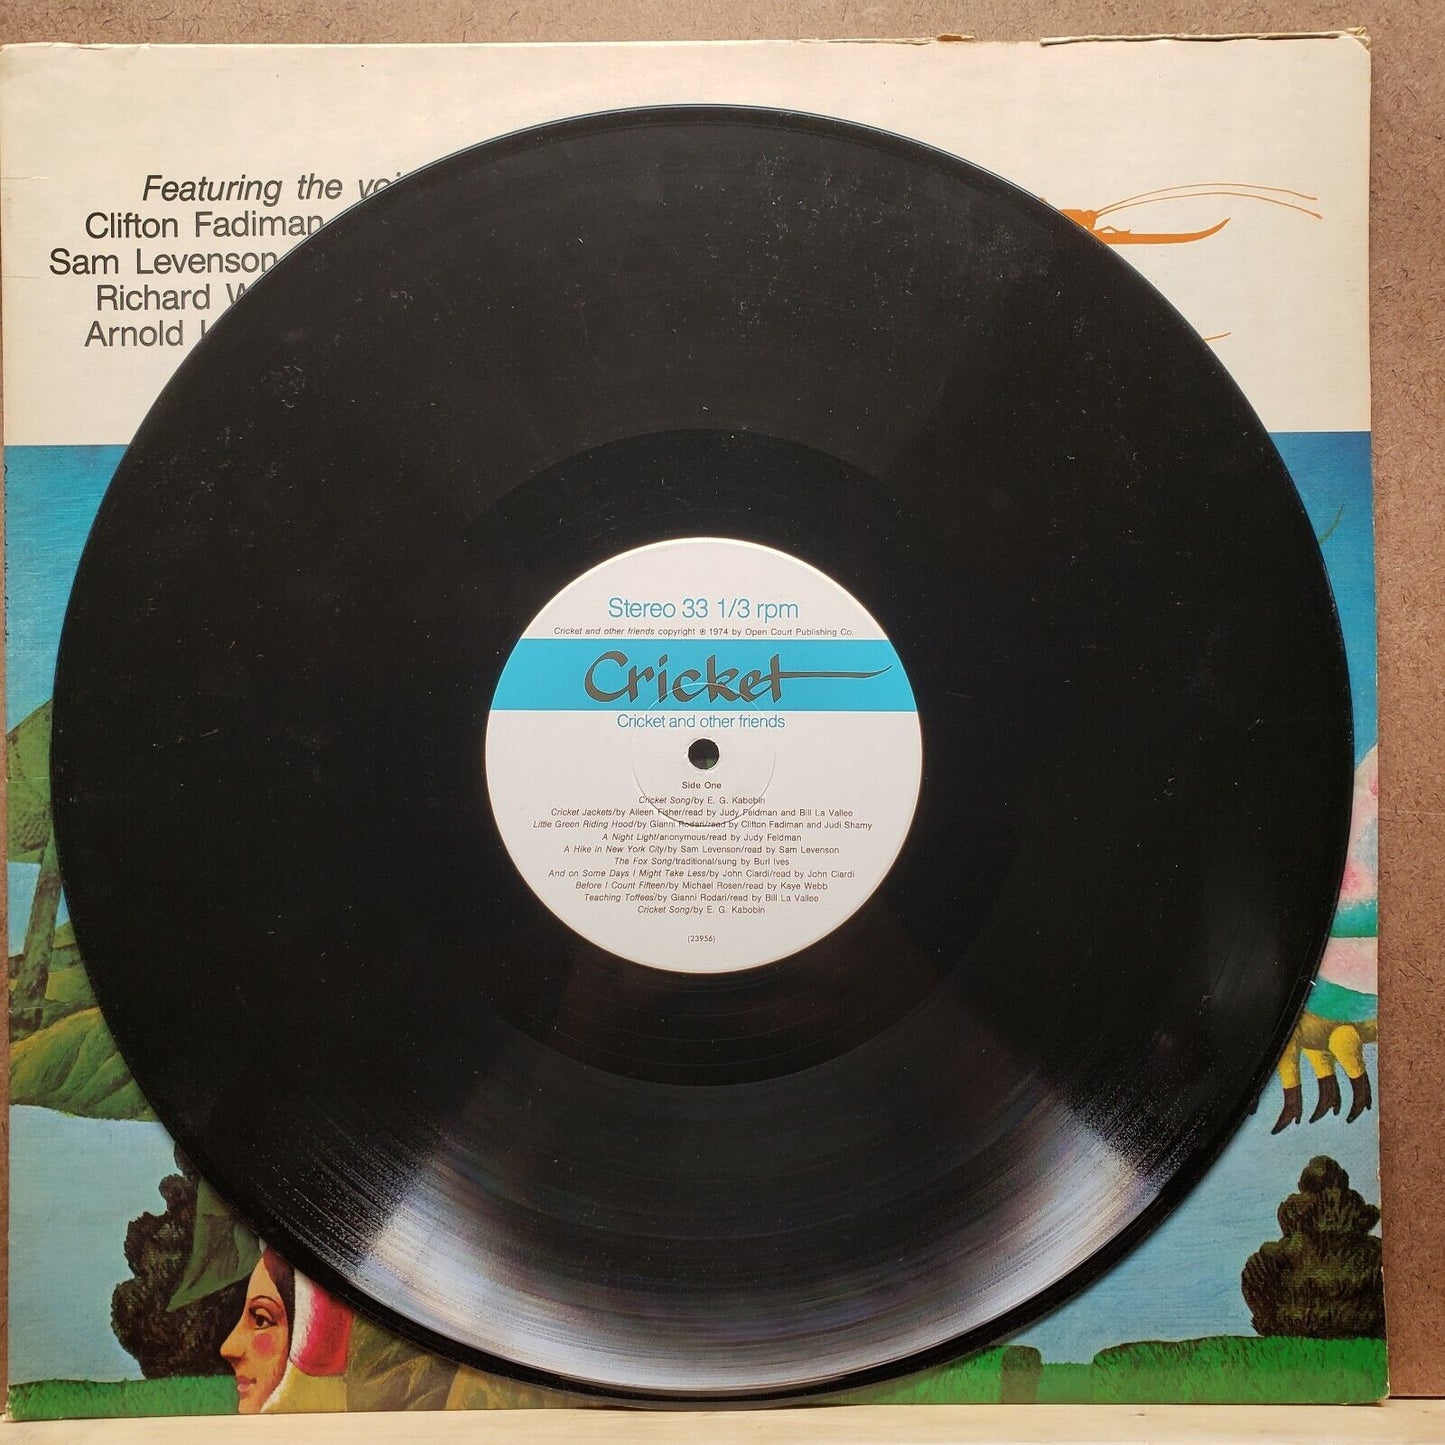 Featuring the
Clifton Fadiman
Sam Levenson
Richard
Arnold
Stereo 33 1/3 rpm
Cricket and other friends copyright ℗ 1974 by Open Court Publishing Co.
Cricket
Cricket and other friends
Side One
Cricket Song/by E. G. Kabobin
Cricket Jackets/by Aileen Fisher/read by Judy Feldman and Bill La Vallee
Little Green Riding Hood/by Gianni Rodari/read by Clifton Fadiman and Judi Shamy
A Night Light/anonymous/read by Judy Feldman
A Hike in New York City/by Sam Levenson/read by Sam Levenson
The Fox Song/traditional/sung by Burl Ives
And on Some Days I Might Take Less/by John Ciardi/read by John Ciardi
Before I Count Fifteen/by Michael Rosen/read by Kaye Webb
Teaching Toffees/by Gianni Rodari/read by Bill La Vallee
Cricket Song/by E. G. Kabobin
(23956)